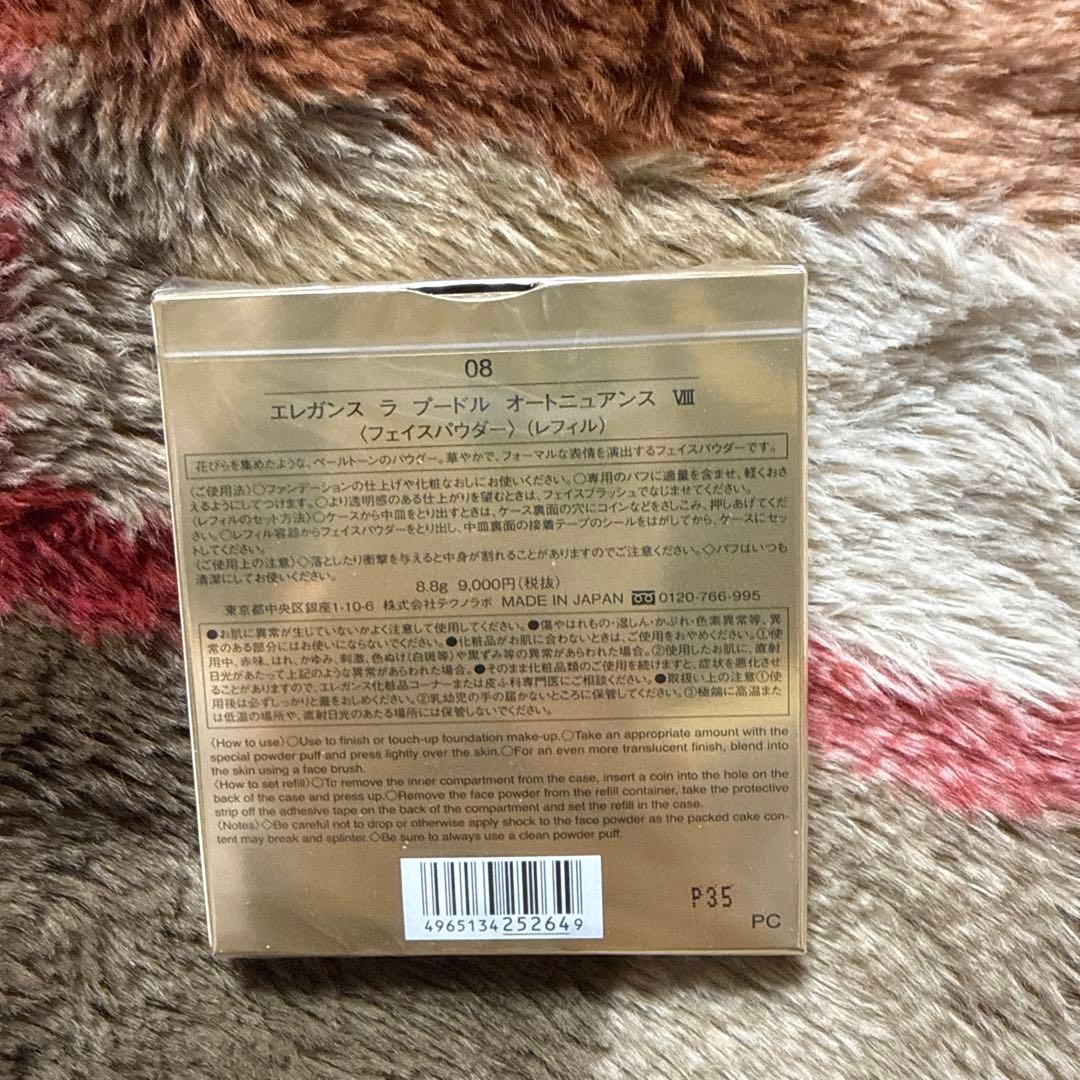 08
エレガンス ラ プードル オートニュアンス Ⅷ
〈フェイスパウダー〉(レフィル)
花びらを集めたような、ペールトーンのパウダー。華やかで、フォーマルな表情を演出するフェイスパウダーです。
〈ご使用法〉○ファンデーションの仕上げや化粧なおしにお使いください。○専用のパフに適量を含ませ、軽くおさ
えるようにしてつけます。○より透明感のある仕上がりを望むときは、フェイスブラッシュでなじませてください。
〈レフィルのセット方法〉○ケースから中皿をとり出すときは、ケース裏面の穴にコインなどをさしこみ、押しあげてくだ
さい。○レフィル容器からフェイスパウダーをとり出し、中皿裏面の接着テープのシールをはがしてから、ケースにセッ
トしてください。
〈ご使用上の注意〉◇落としたり衝撃を与えると中身が割れることがありますのでご注意ください。◇パフはいつも
清潔にしてお使いください。
8.8g 9,000円(税抜)
東京都中央区銀座1-10-6 株式会社テクノラボ MADE IN JAPAN 0120-766-995
●お肌に異常が生じていないかよく注意して使用してください。●傷やはれもの・湿しん・かぶれ・色素異常等、異
常のある部分にはお使いにならないでください。●化粧品がお肌に合わないときは、ご使用をおやめください。①使
用中、赤味、はれ、かゆみ、刺激、色ぬけ(白斑等)や黒ずみ等の異常があらわれた場合。②使用したお肌に、直射
日光があたって上記のような異常があらわれた場合。●そのまま化粧品類のご使用を続けますと、症状を悪化させ
ることがありますので、エレガンス化粧品コーナーまたは皮ふ科専門医にご相談ください。●取扱い上の注意①使
用後は必ずしっかりと蓋をおしめください。②乳幼児の手の届かないところに保管してください。③極端に高温また
は低温の場所や、直射日光のあたる場所には保管しないでください。
〈How to use〉○Use to finish or touch-up foundation make-up.○Take an appropriate amount with the
special powder puff and press lightly over the skin.○For an even more translucent finish, blend into
the skin using a face brush.
〈How to set refill〉○To remove the inner compartment from the case, insert a coin into the hole on the
back of the case and press up.○Remove the face powder from the refill container, take the protective
strip off the adhesive tape on the back of the compartment and set the refill in the case.
〈Notes〉◇Be careful not to drop or otherwise apply shock to the face powder as the packed cake con-
tent may break and splinter.◇Be sure to always use a clean powder puff.
4965134252649
P35
PC